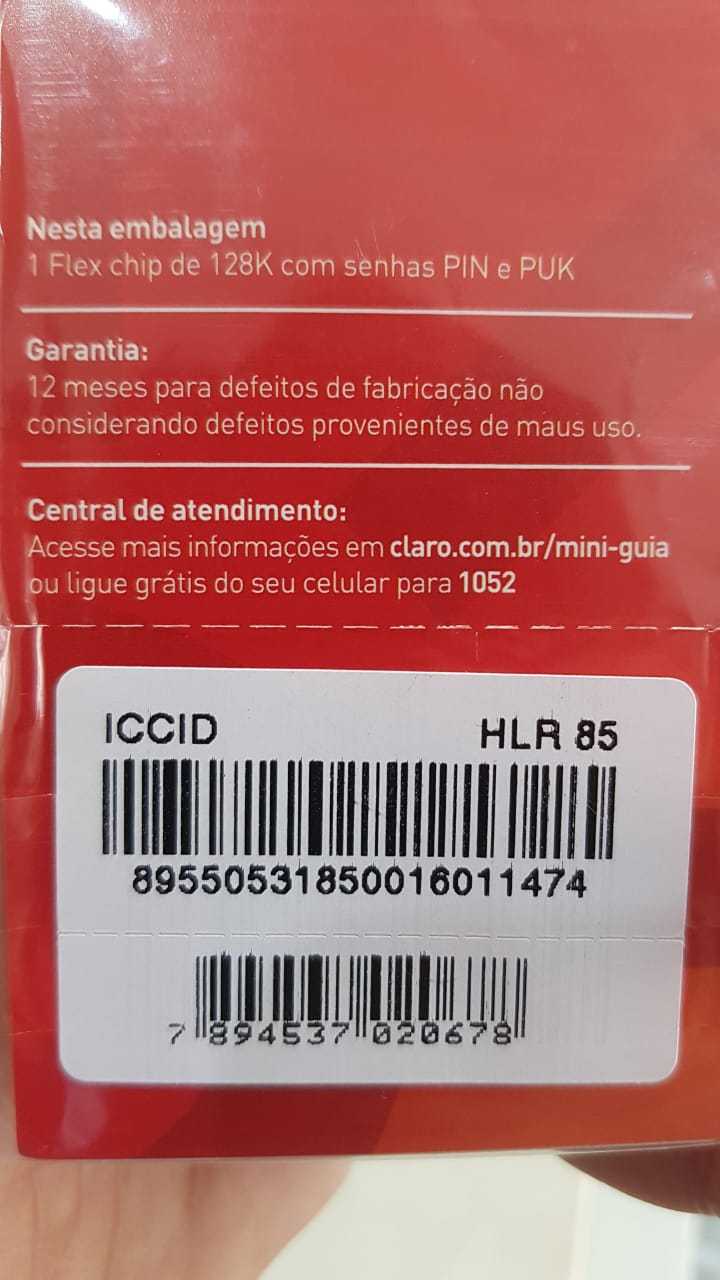 Nesta embalagem
1 Flex chip de 128K com senhas PIN e PUK
Garantia:
12 meses para defeitos de fabricação não
considerando defeitos provenientes de maus uso.
Central de atendimento:
Acesse mais informações em claro.com.br/mini-guia
ou ligue grátis do seu celular para 1052
ICCID HLR 85
89550531850016011474
7 894537 020678